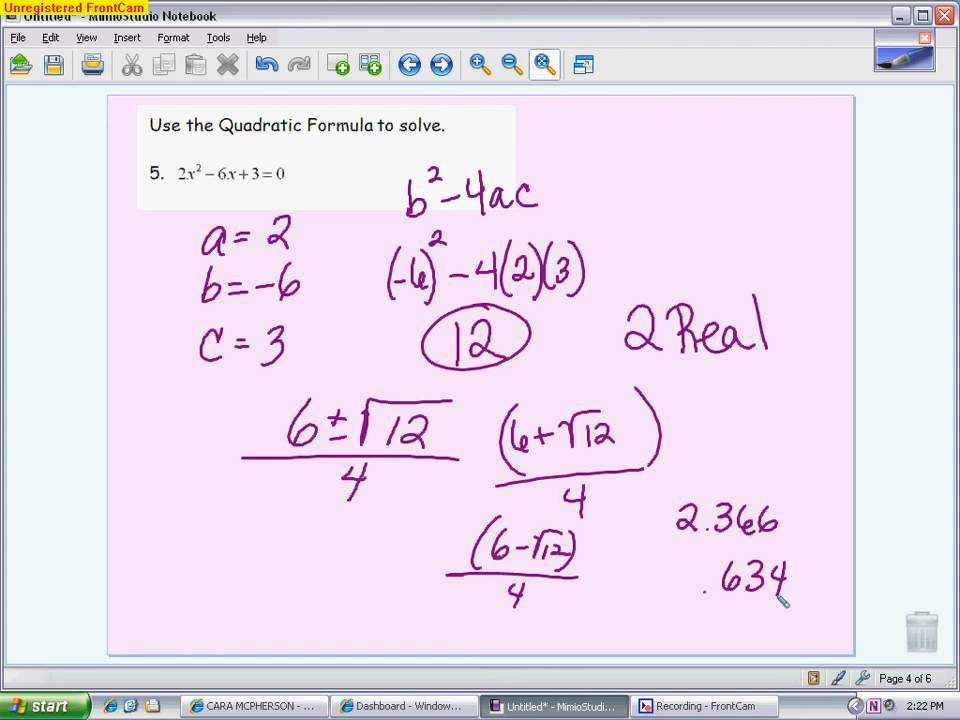 Unregistered FrontCam
Untitled* - MimioStudio Notebook
File Edit View Insert Format Tools Help
Use the Quadratic Formula to solve.
5. 2x² − 6x + 3 = 0
b² − 4ac
a = 2
(-6)² − 4(2)(3)
b = −6
12
2 Real
c = 3
6 ± √12
4
(6 + √12)
4
(6 − √12)
4
2.366
.634
Page 4 of 6
start
CARA MCPHERSON - ...
Dashboard - Window...
Untitled* - MimioStudi...
Recording - FrontCam
N
2:22 PM